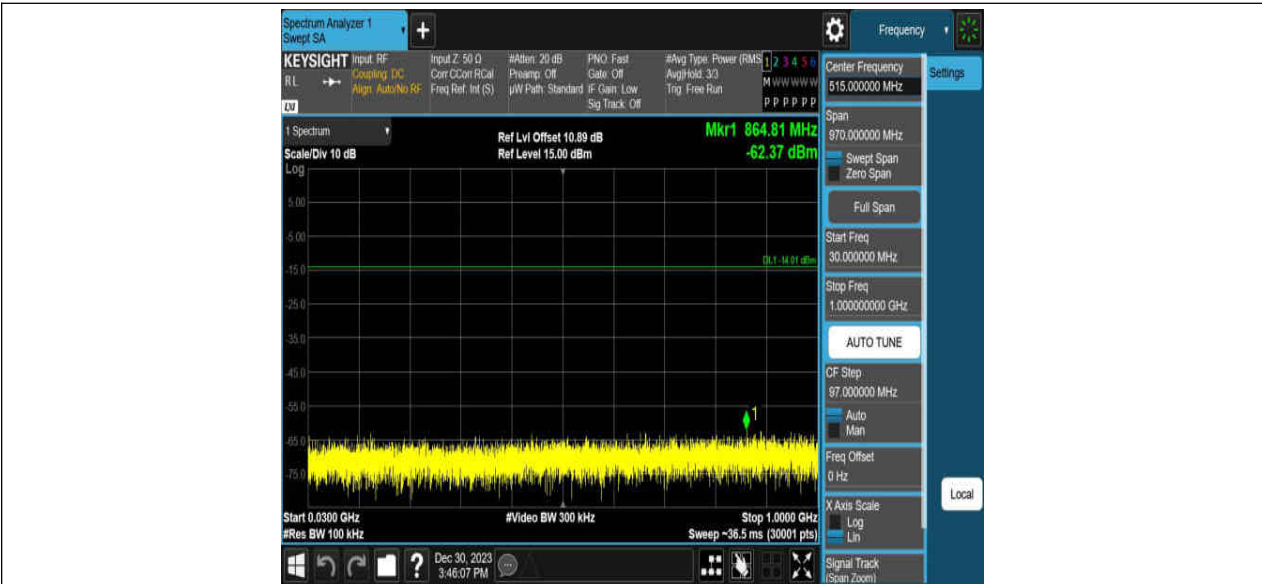 Spectrum Analyzer 1
Swept SA
+
Frequency
KEYSIGHT
RL
LXI
Input: RF
Coupling: DC
Align: Auto/No RF
Input Z: 50 Ω
Corr CCorr RCal
Freq Ref: Int (S)
#Atten: 20 dB
Preamp: Off
µW Path: Standard
PNO: Fast
Gate: Off
IF Gain: Low
Sig Track: Off
#Avg Type: Power (RMS
Avg|Hold: 3/3
Trig: Free Run
1 2 3 4 5 6
M W W W W W
P P P P P P
1 Spectrum
Scale/Div 10 dB
Ref Lvl Offset 10.89 dB
Ref Level 15.00 dBm
Mkr1 864.81 MHz
-62.37 dBm
Log
5.00
-5.00
DL1 -14.01 dBm
-15.0
-25.0
-35.0
-45.0
-55.0
1
-65.0
-75.0
Start 0.0300 GHz
#Video BW 300 kHz
Stop 1.0000 GHz
#Res BW 100 kHz
Sweep ~36.5 ms (30001 pts)
?
Dec 30, 2023
3:46:07 PM
Center Frequency
515.000000 MHz
Settings
Span
970.000000 MHz
Swept Span
Zero Span
Full Span
Start Freq
30.000000 MHz
Stop Freq
1.000000000 GHz
AUTO TUNE
CF Step
97.000000 MHz
Auto
Man
Freq Offset
0 Hz
X Axis Scale
Log
Lin
Local
Signal Track
(Span Zoom)